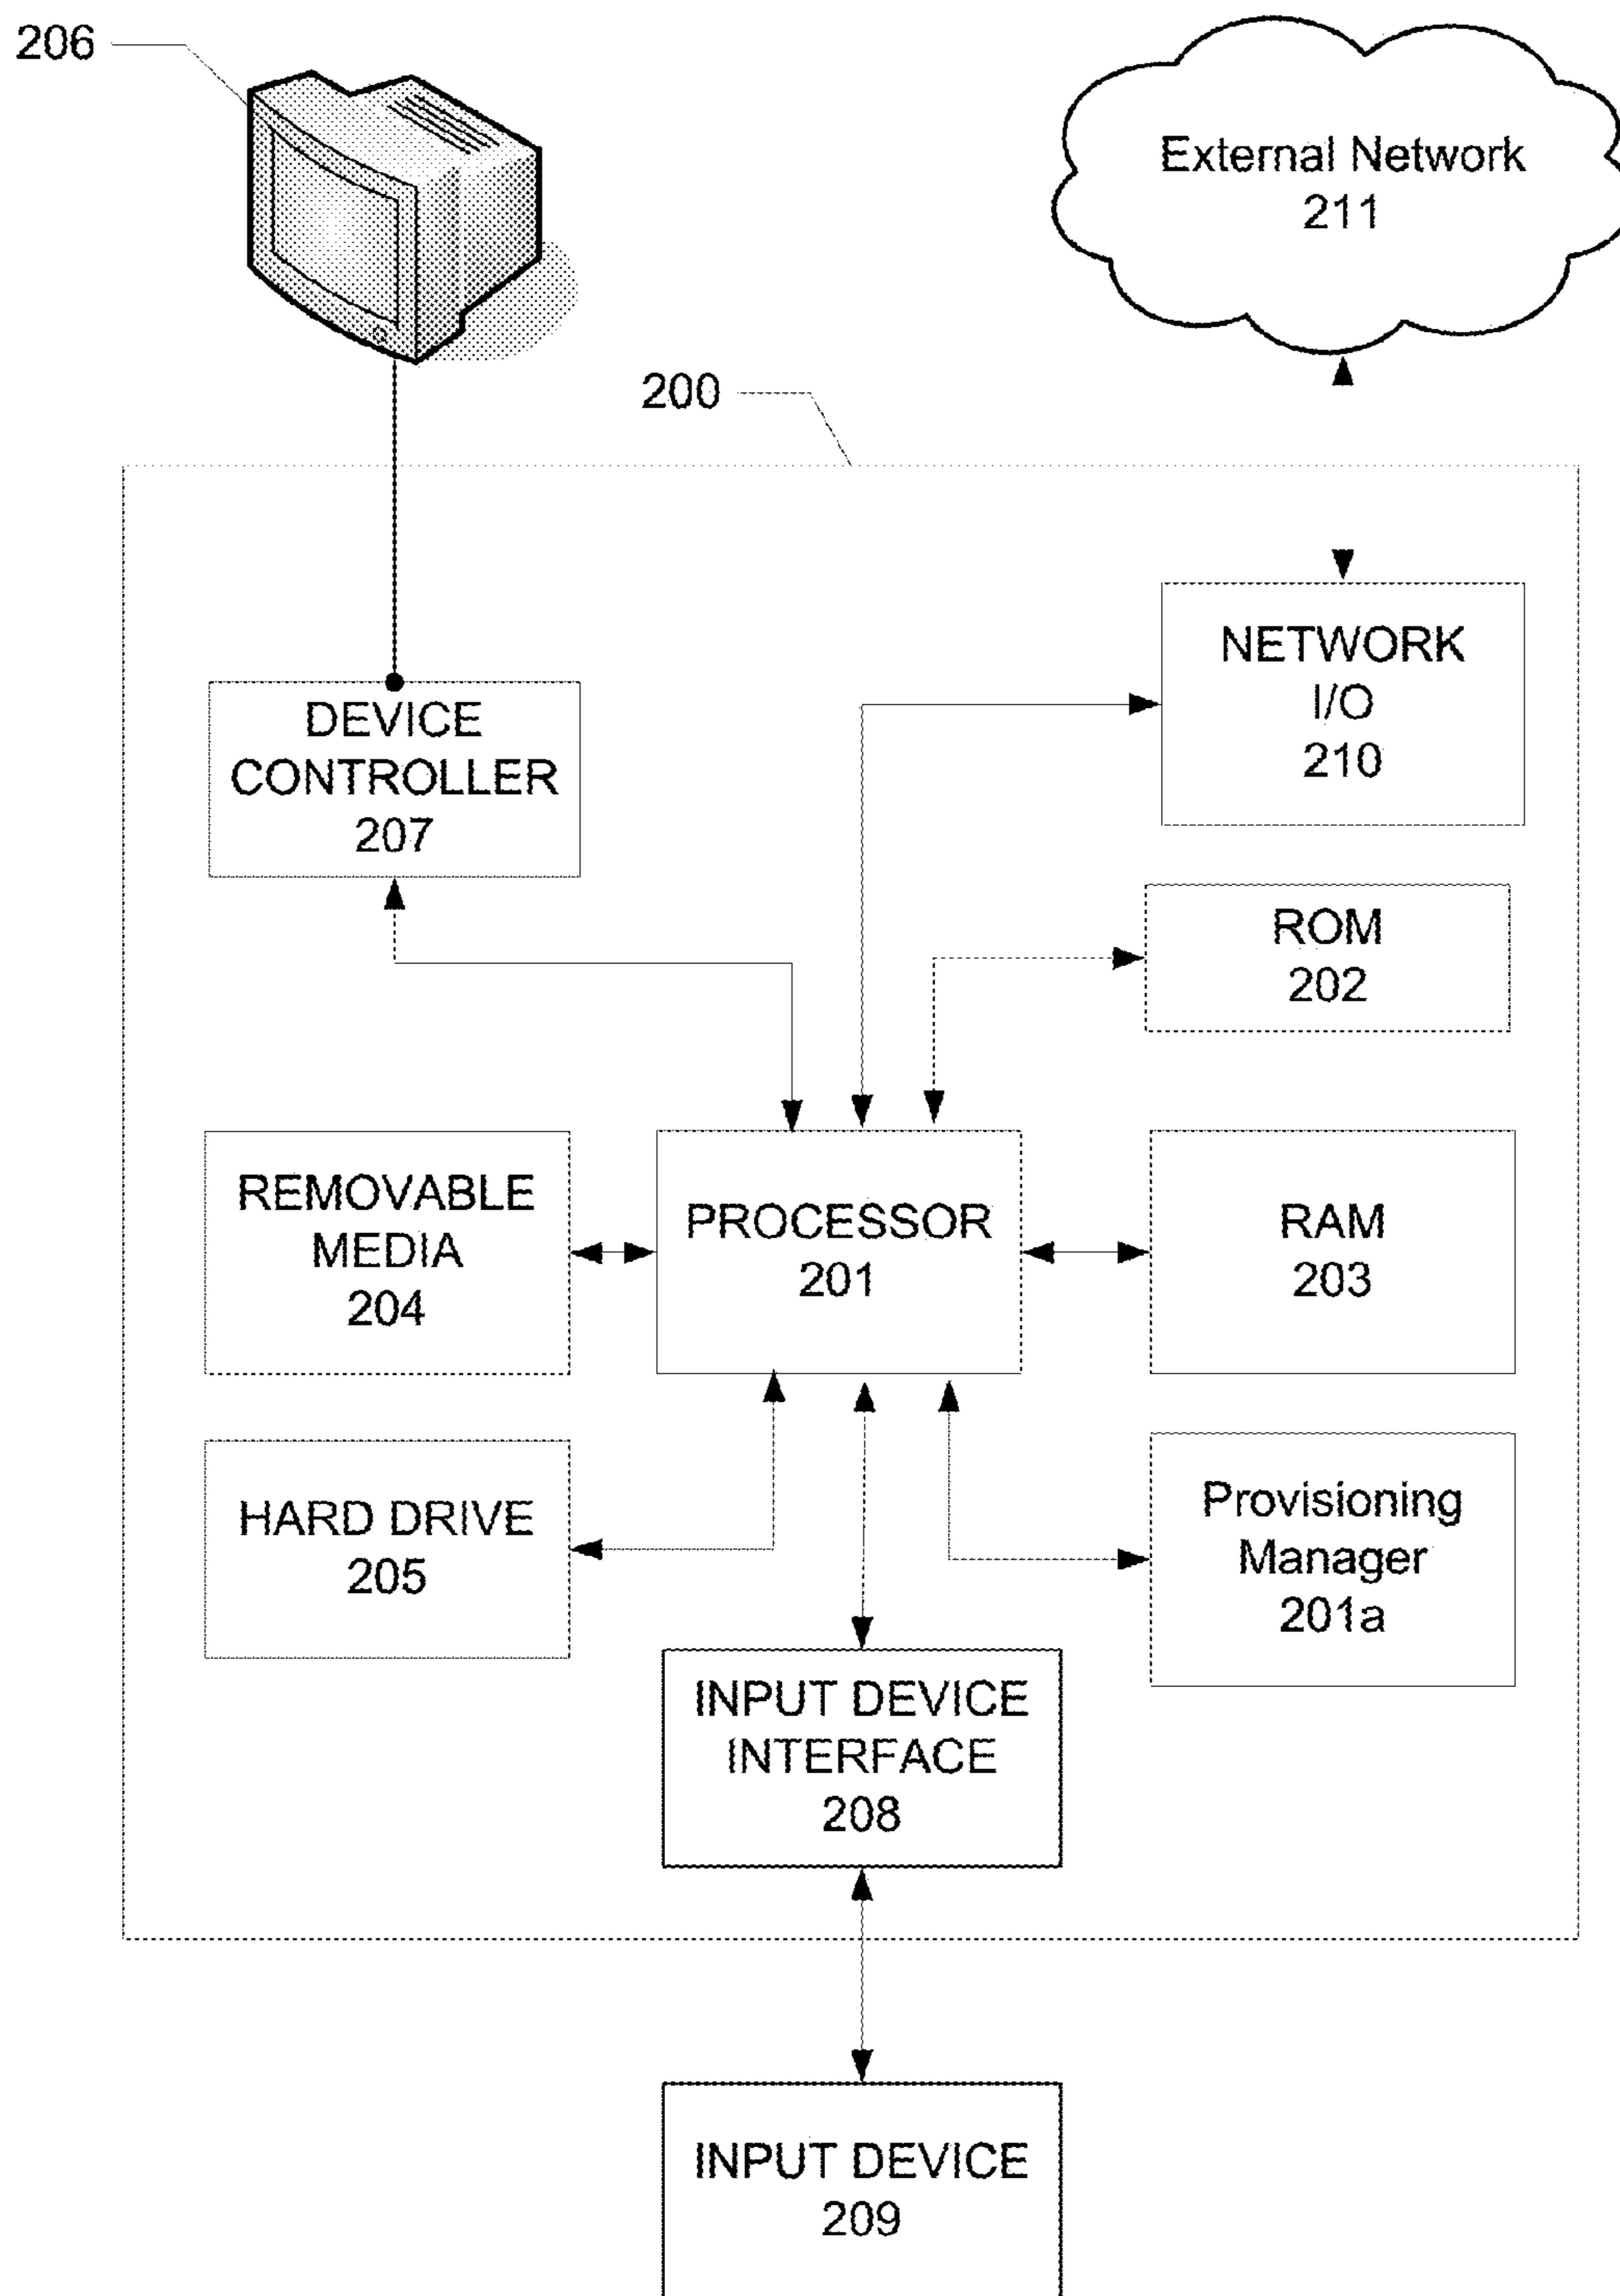 206
External Network
211
200
NETWORK
I/O
210
DEVICE
CONTROLLER
207
ROM
202
REMOVABLE
MEDIA
204
PROCESSOR
201
RAM
203
HARD DRIVE
205
Provisioning
Manager
201a
INPUT DEVICE
INTERFACE
208
INPUT DEVICE
209